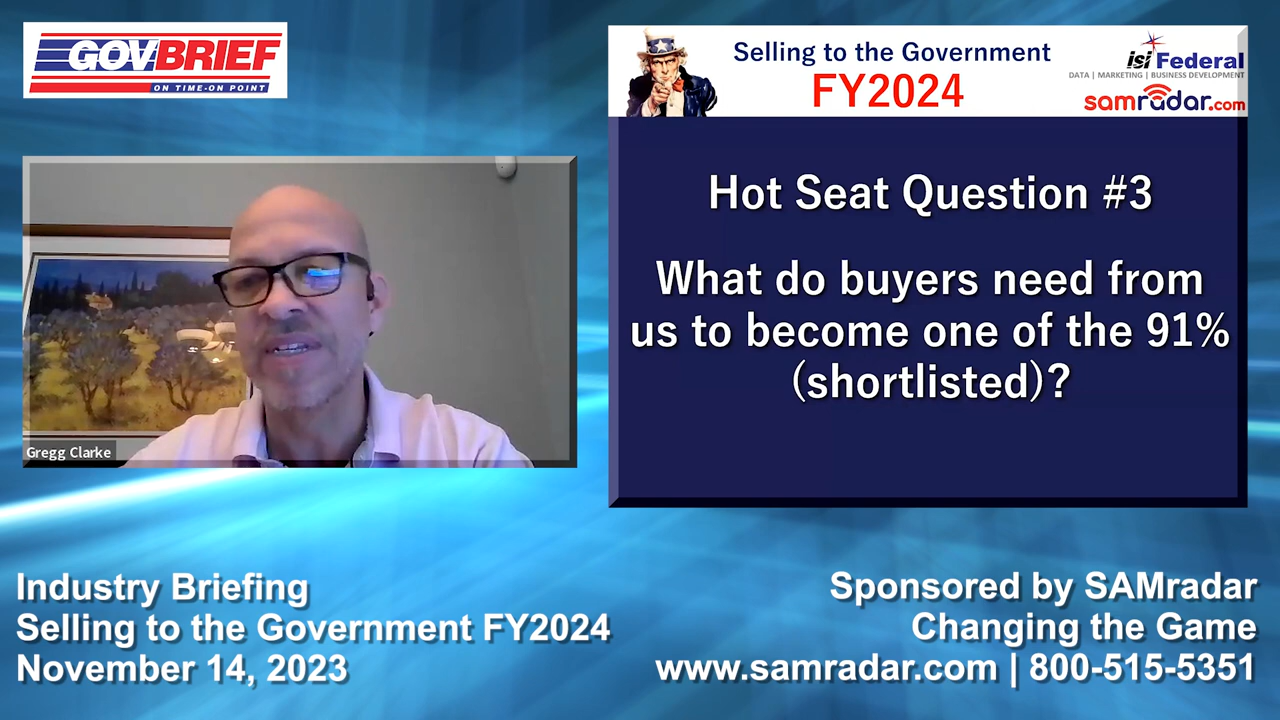 GOVBRIEF
ON TIME-ON POINT
Selling to the Government
FY2024
isi Federal
DATA | MARKETING | BUSINESS DEVELOPMENT
samradar.com
Hot Seat Question #3
What do buyers need from
us to become one of the 91%
(shortlisted)?
Gregg Clarke
Industry Briefing
Selling to the Government FY2024
November 14, 2023
Sponsored by SAMradar
Changing the Game
www.samradar.com | 800-515-5351